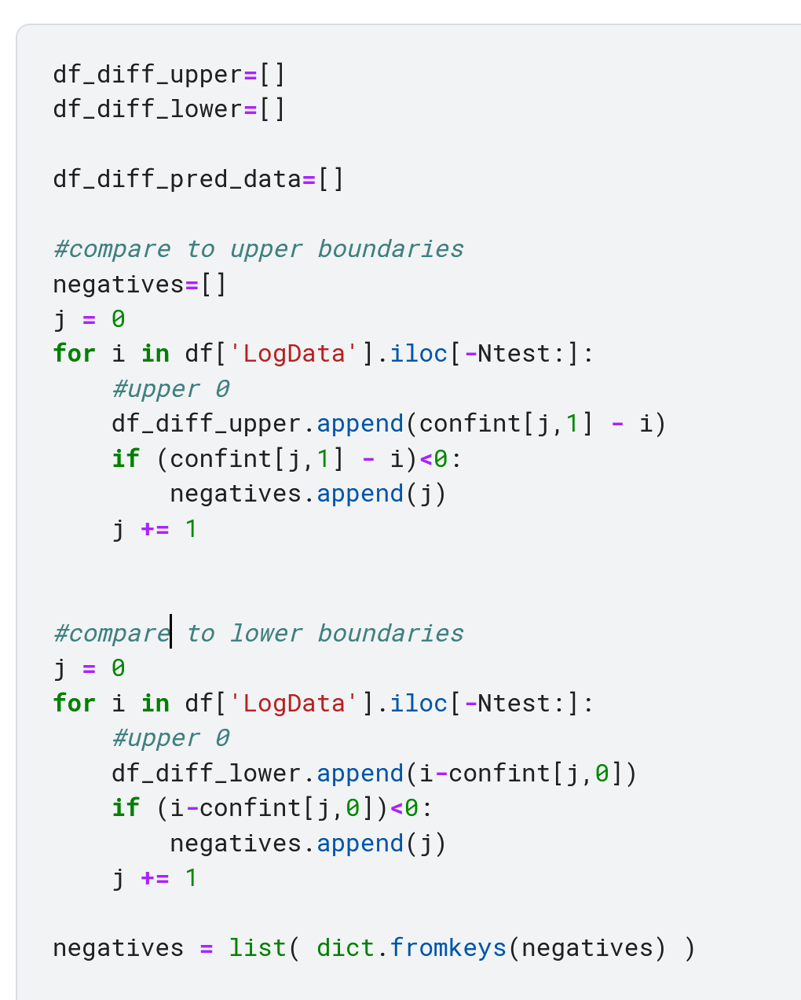 df_diff_upper=[]
df_diff_lower=[]
df_diff_pred_data=[]
#compare to upper boundaries
negatives=[]
j = 0
for i in df['LogData'].iloc[-Ntest:]:
    #upper 0
    df_diff_upper.append(confint[j,1] - i)
    if (confint[j,1] - i)<0:
        negatives.append(j)
    j += 1
#compare to lower boundaries
j = 0
for i in df['LogData'].iloc[-Ntest:]:
    #upper 0
    df_diff_lower.append(i-confint[j,0])
    if (i-confint[j,0])<0:
        negatives.append(j)
    j += 1
negatives = list( dict.fromkeys(negatives) )